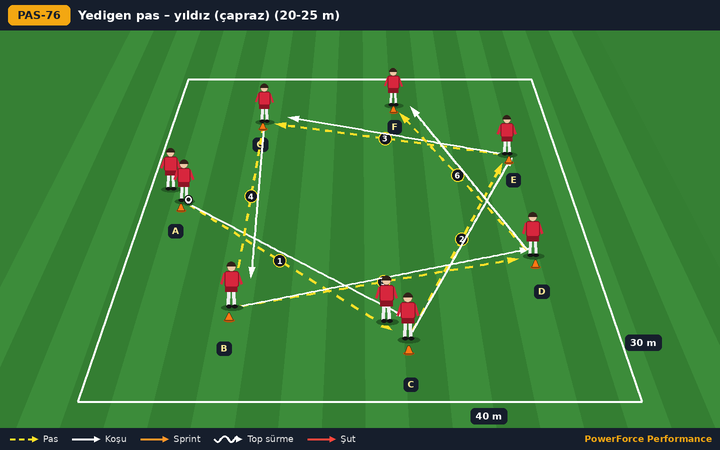 PAS-76 Yedigen pas – yıldız (çapraz) (20-25 m)
F
G
3
E
6
4
A
2
1
D
30 m
B
C
40 m
Pas Koşu Sprint Top sürme Şut PowerForce Performance